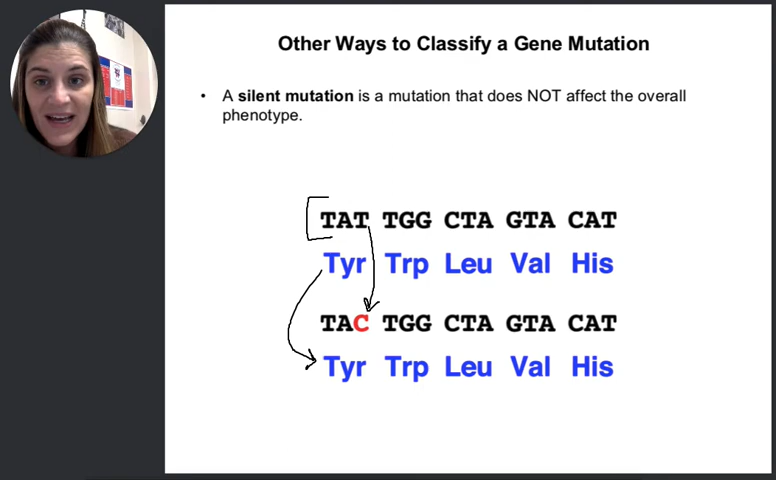 Other Ways to Classify a Gene Mutation
• A silent mutation is a mutation that does NOT affect the overall
phenotype.
TAT TGG CTA GTA CAT
Tyr Trp Leu Val His
TAC TGG CTA GTA CAT
Tyr Trp Leu Val His